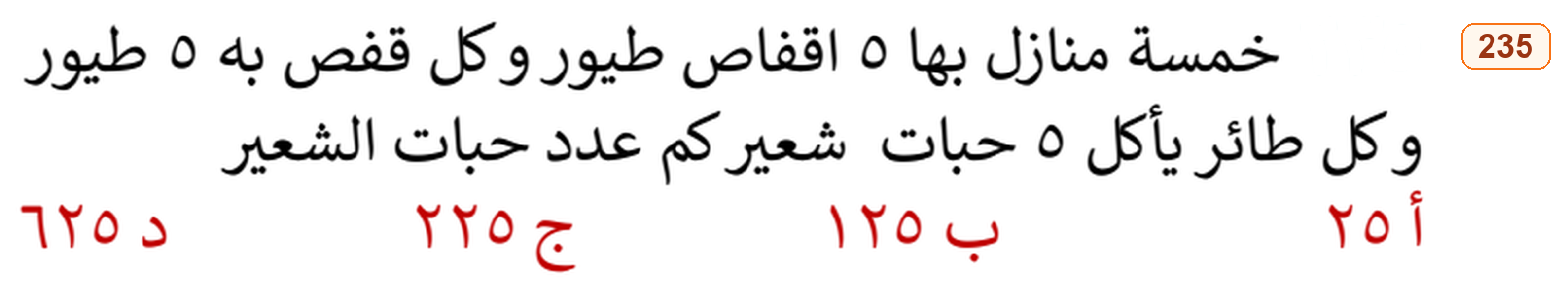 235
خمسة منازل بها ٥ اقفاص طيور وكل قفص به ٥ طيور
وكل طائر يأكل ٥ حبات شعير كم عدد حبات الشعير
أ ٢٥ ب ١٢٥ ج ٢٢٥ د ٦٢٥